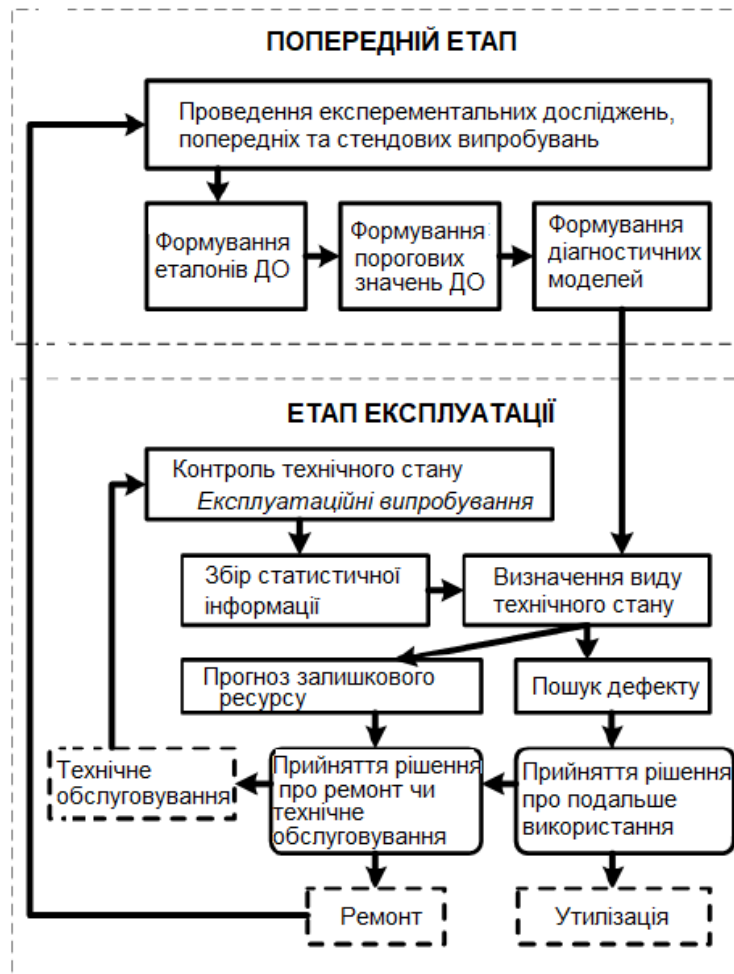 ПОПЕРЕДНІЙ ЕТАП
Проведення експерементальних досліджень,
попередніх та стендових випробувань
Формування
еталонів ДО
Формування
порогових
значень ДО
Формування
діагностичних
моделей
ЕТАП ЕКСПЛУАТАЦІЇ
Контроль технічного стану
Експлуатаційні випробування
Збір статистичної
інформації
Визначення виду
технічного стану
Прогноз залишкового
ресурсу
Пошук дефекту
Технічне
обслуговування
Прийняття рішення
про ремонт чи
технічне
обслуговування
Прийняття рішення
про подальше
використання
Ремонт
Утилізація